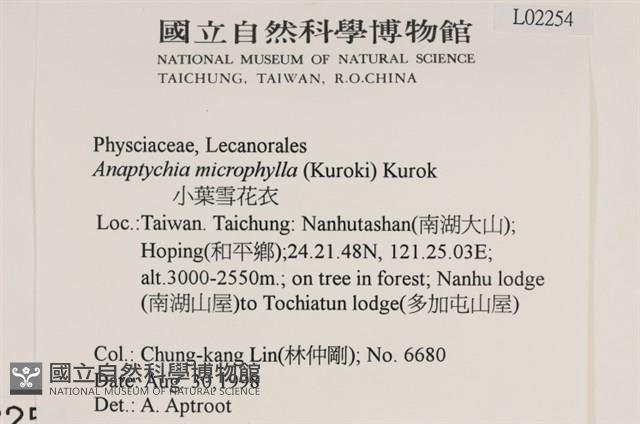 L02254
國立自然科學博物館
NATIONAL MUSEUM OF NATURAL SCIENCE
TAICHUNG, TAIWAN, R.O.CHINA
Physciaceae, Lecanorales
Anaptychia microphylla (Kuroki) Kurok
小葉雪花衣
Loc.:Taiwan. Taichung: Nanhutashan(南湖大山);
Hoping(和平鄉);24.21.48N, 121.25.03E;
alt.3000-2550m.; on tree in forest; Nanhu lodge
(南湖山屋)to Tochiatun lodge(多加屯山屋)
Col.: Chung-kang Lin(林仲剛); No. 6680
國立自然科學博物館
Date: Aug. 30, 1998
NATIONAL MUSEUM OF NATURAL SCIENCE
Det.: A. Aptroot